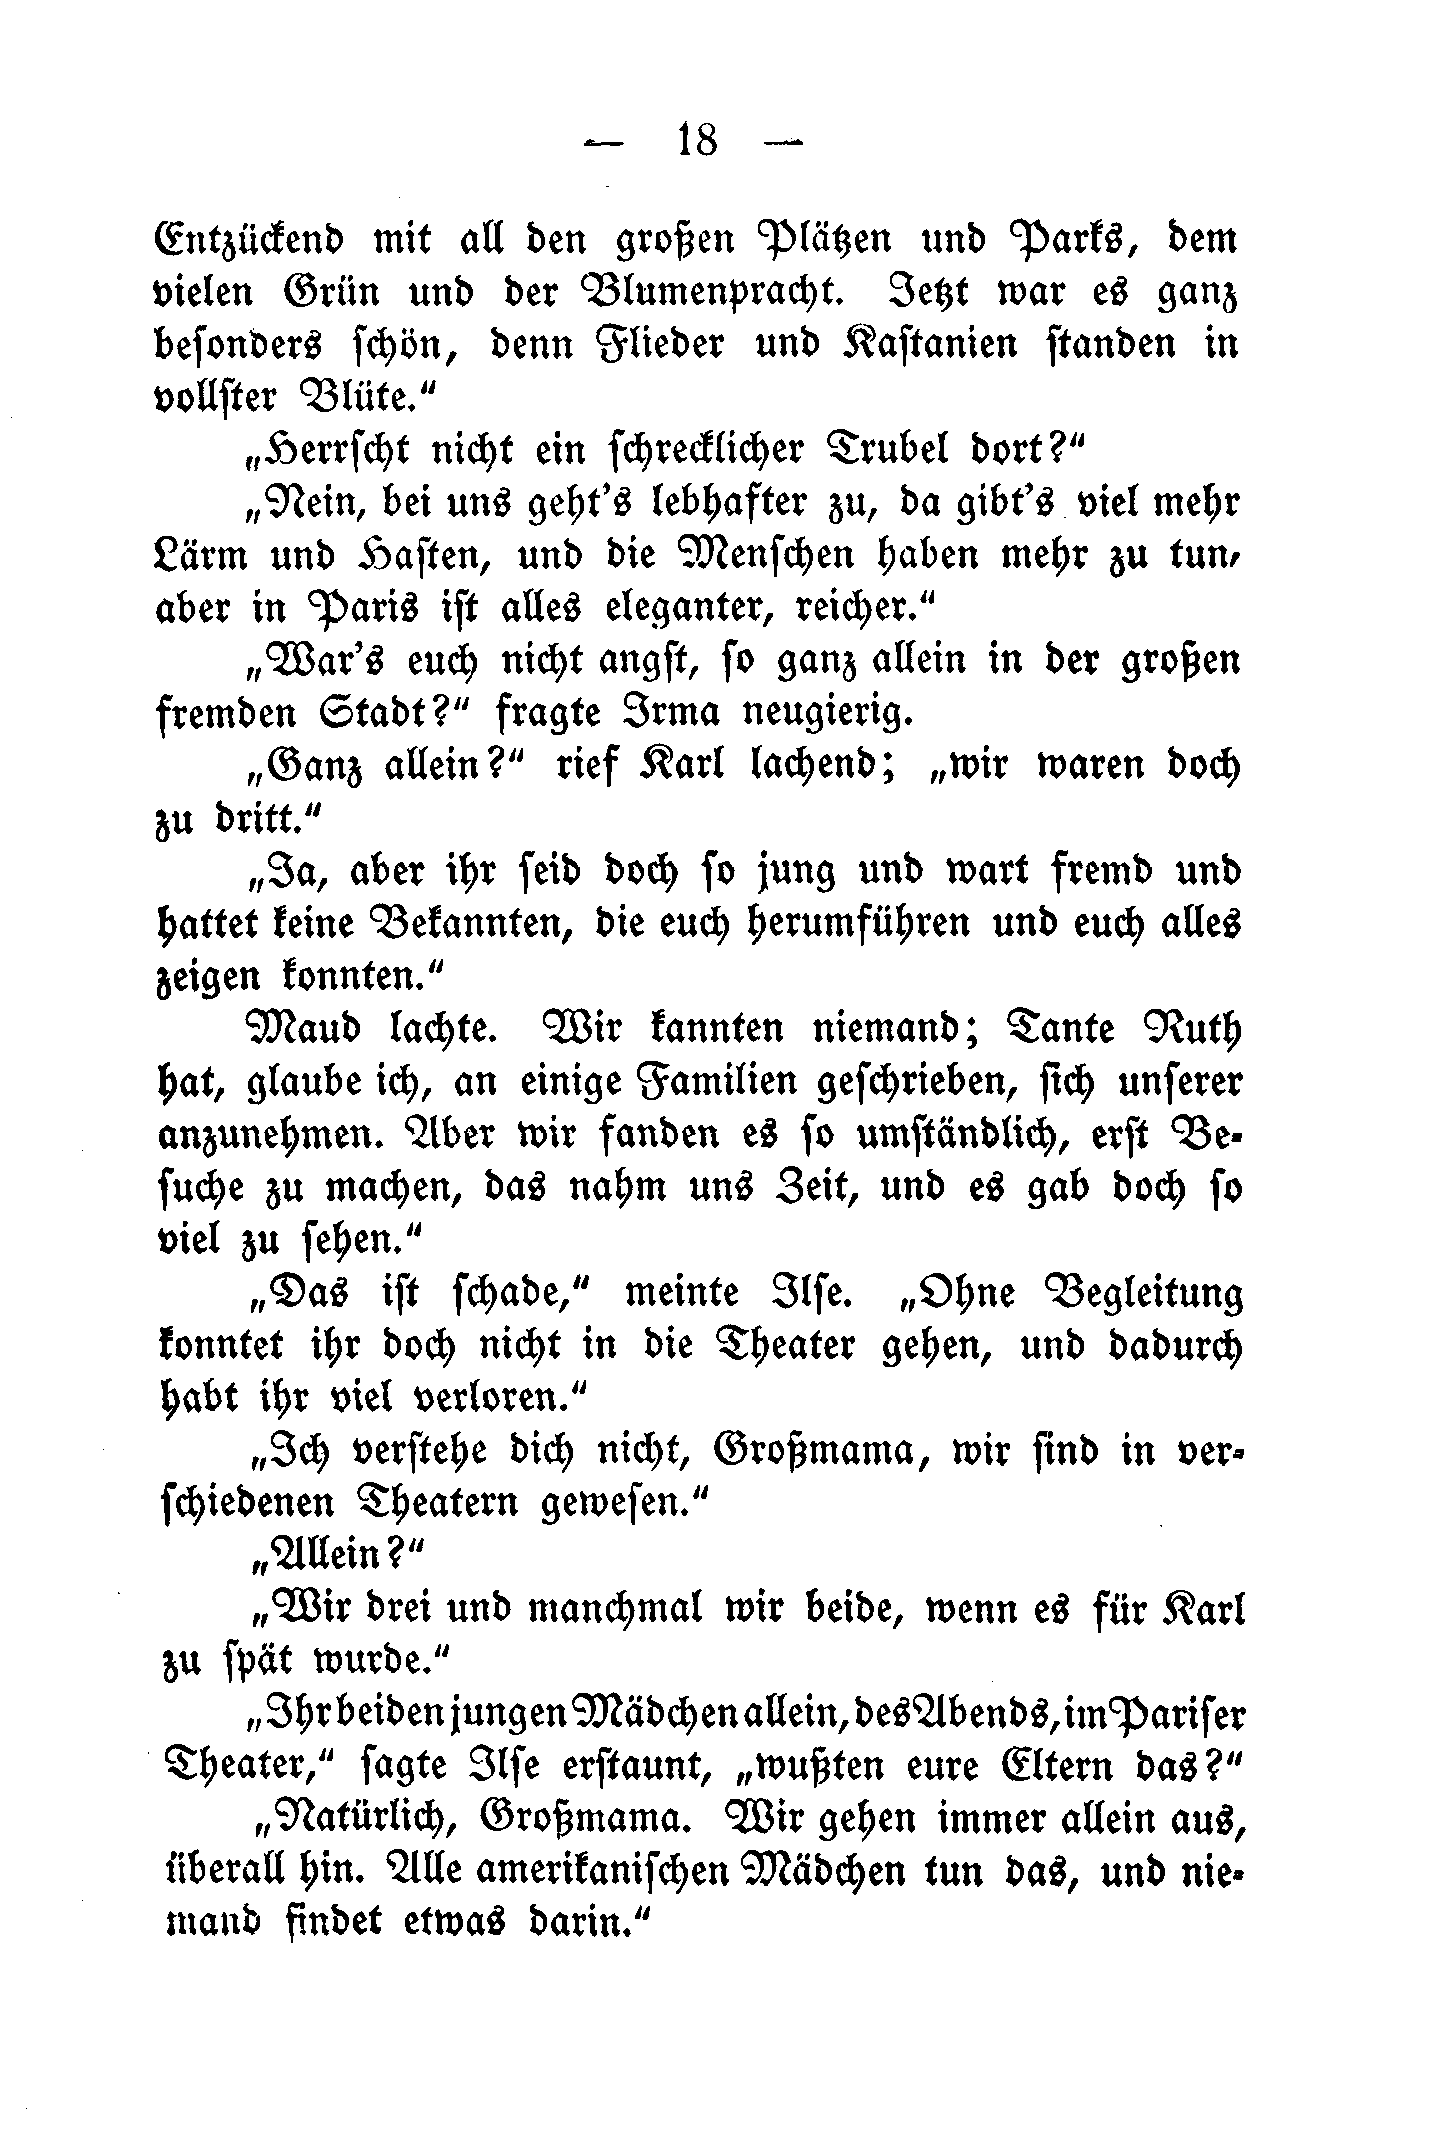 — 18 —
Entzückend mit all den großen Plätzen und Parks, dem
vielen Grün und der Blumenpracht. Jetzt war es ganz
besonders schön, denn Flieder und Kastanien standen in
vollster Blüte.“
„Herrscht nicht ein schrecklicher Trubel dort?“
„Nein, bei uns geht's lebhafter zu, da gibt's viel mehr
Lärm und Hasten, und die Menschen haben mehr zu tun,
aber in Paris ist alles eleganter, reicher.“
„War's euch nicht angst, so ganz allein in der großen
fremden Stadt?“ fragte Irma neugierig.
„Ganz allein?“ rief Karl lachend; „wir waren doch
zu dritt.“
„Ja, aber ihr seid doch so jung und wart fremd und
hattet keine Bekannten, die euch herumführen und euch alles
zeigen konnten.“
Maud lachte. Wir kannten niemand; Tante Ruth
hat, glaube ich, an einige Familien geschrieben, sich unserer
anzunehmen. Aber wir fanden es so umständlich, erst Be-
suche zu machen, das nahm uns Zeit, und es gab doch so
viel zu sehen.“
„Das ist schade,“ meinte Ilse. „Ohne Begleitung
konntet ihr doch nicht in die Theater gehen, und dadurch
habt ihr viel verloren.“
„Ich verstehe dich nicht, Großmama, wir sind in ver-
schiedenen Theatern gewesen.“
„Allein?“
„Wir drei und manchmal wir beide, wenn es für Karl
zu spät wurde.“
„Ihr beiden jungen Mädchen allein, des Abends, im Pariser
Theater,“ sagte Ilse erstaunt, „wußten eure Eltern das?“
„Natürlich, Großmama. Wir gehen immer allein aus,
überall hin. Alle amerikanischen Mädchen tun das, und nie-
mand findet etwas darin.“